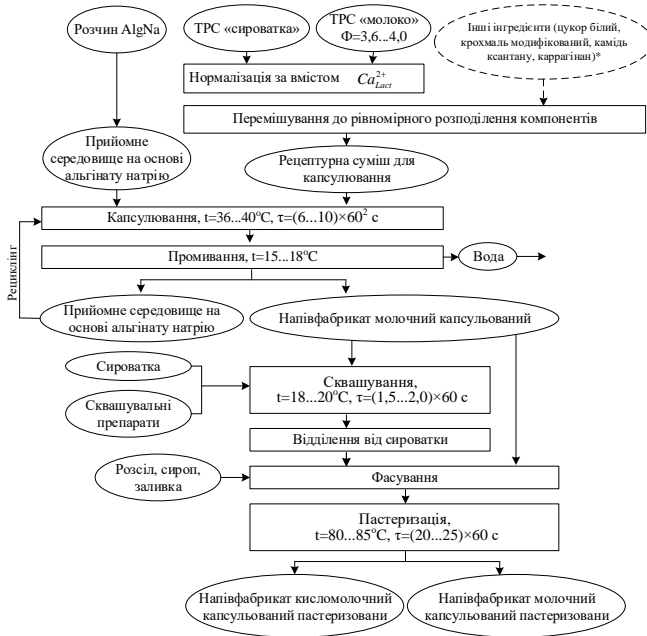 Розчин AlgNa
ТРС «сироватка»
ТРС «молоко»
Ф=3,6...4,0
Інші інгредієнти (цукор білий,
крохмаль модифікований, камідь
ксантану, каррагінан)*
Нормалізація за вмістом Ca²⁺Lact
Перемішування до рівномірного розподілення компонентів
Прийомне
середовище на основі
альгінату натрію
Рецептурна суміш для
капсулювання
Капсулювання, t=36...40°C, τ=(6...10)×60² с
Рециклінг
Промивання, t=15...18°C
Вода
Прийомне середовище на
основі альгінату натрію
Напівфабрикат молочний капсульований
Сироватка
Сквашувальні
препарати
Сквашування,
t=18...20°C, τ=(1,5...2,0)×60 с
Відділення від сироватки
Розсіл, сироп,
заливка
Фасування
Пастеризація,
t=80...85°C, τ=(20...25)×60 с
Напівфабрикат кисломолочний
капсульований пастеризовани
Напівфабрикат молочний
капсульований пастеризовани